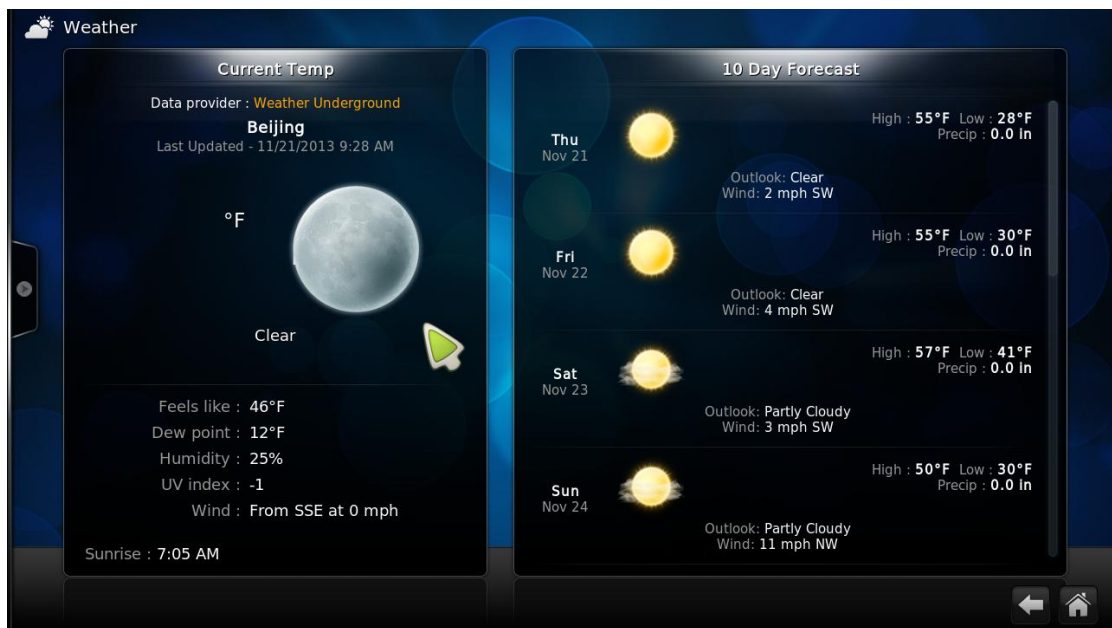 Weather
Current Temp
Data provider : Weather Underground
Beijing
Last Updated - 11/21/2013 9:28 AM
°F
Clear
Feels like : 46°F
Dew point : 12°F
Humidity : 25%
UV index : -1
Wind : From SSE at 0 mph
Sunrise : 7:05 AM
10 Day Forecast
Thu
Nov 21
High : 55°F Low : 28°F
Precip : 0.0 in
Outlook: Clear
Wind: 2 mph SW
Fri
Nov 22
High : 55°F Low : 30°F
Precip : 0.0 in
Outlook: Clear
Wind: 4 mph SW
Sat
Nov 23
High : 57°F Low : 41°F
Precip : 0.0 in
Outlook: Partly Cloudy
Wind: 3 mph SW
Sun
Nov 24
High : 50°F Low : 30°F
Precip : 0.0 in
Outlook: Partly Cloudy
Wind: 11 mph NW